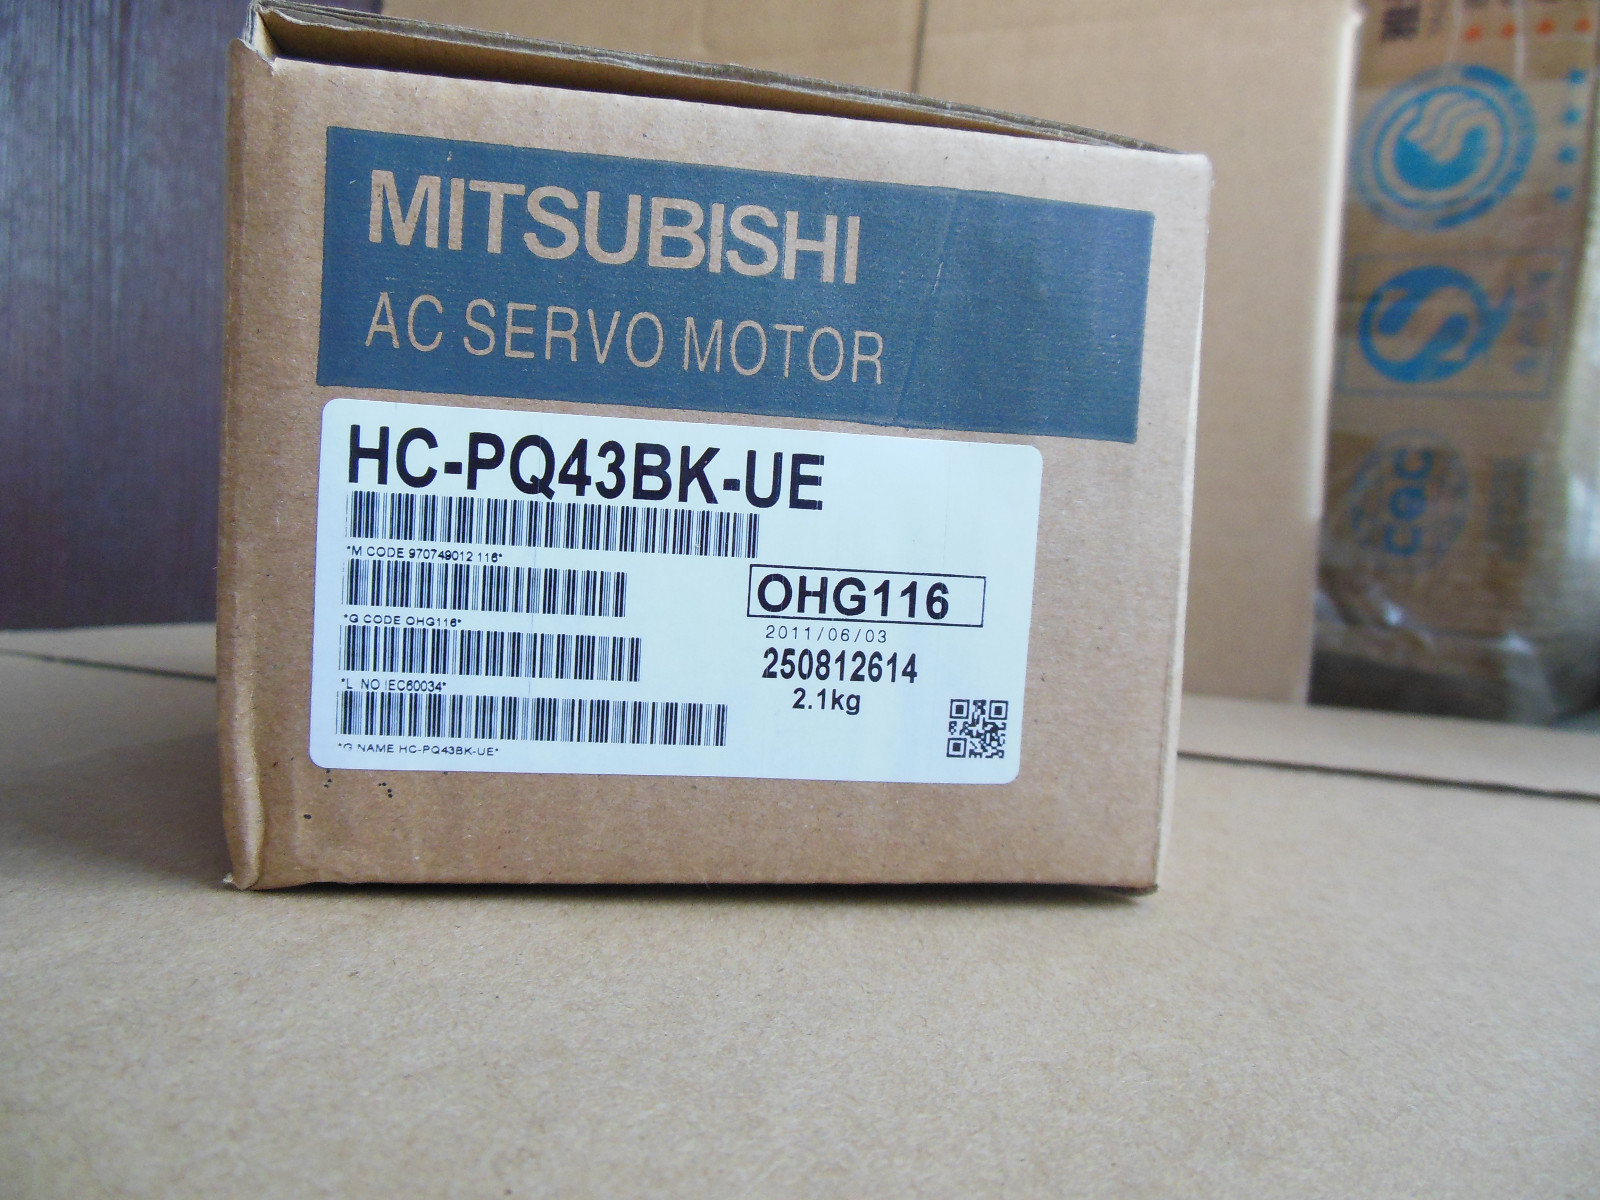 MITSUBISHI
AC SERVO MOTOR
HC-PQ43BK-UE
*M CODE 970749012 116*
*G CODE OHG116*
*L NO IEC60034*
*G NAME HC-PQ43BK-UE*
OHG116
2011/06/03
250812614
2.1kg
CQC